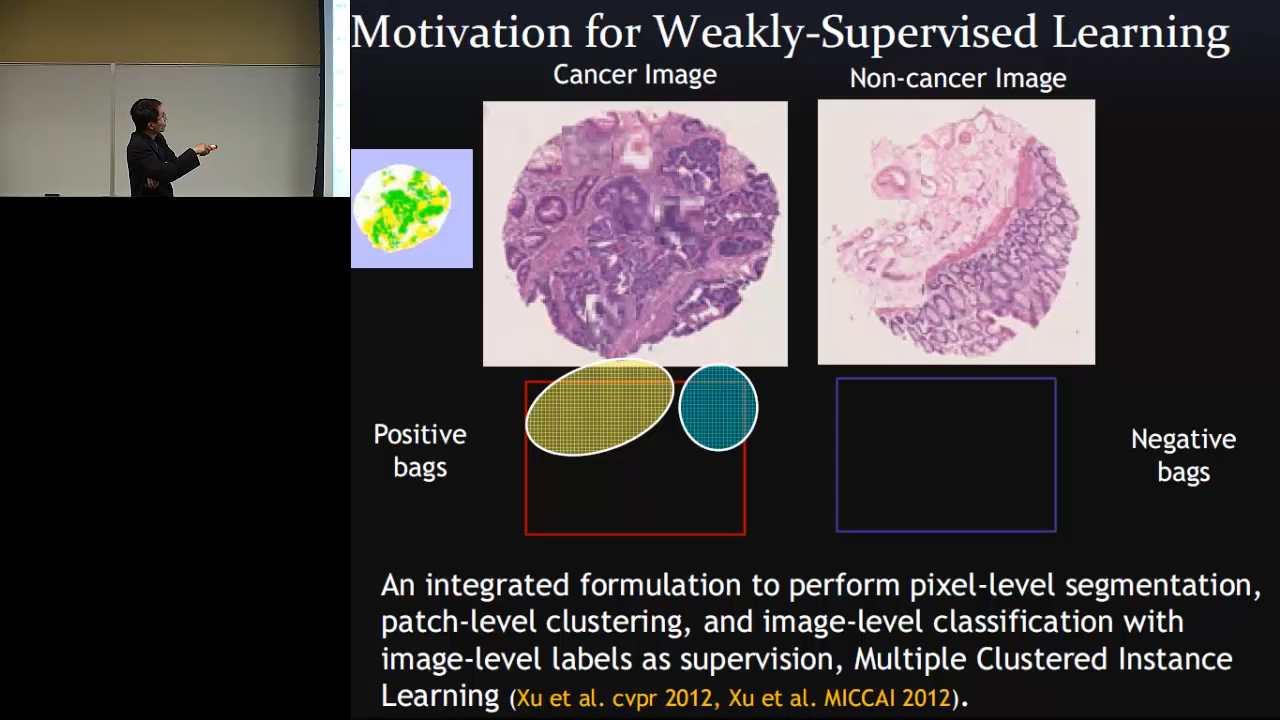 Motivation for Weakly-Supervised Learning
Cancer Image
Non-cancer Image
Positive
bags
Negative
bags
An integrated formulation to perform pixel-level segmentation,
patch-level clustering, and image-level classification with
image-level labels as supervision, Multiple Clustered Instance
Learning (Xu et al. cvpr 2012, Xu et al. MICCAI 2012).